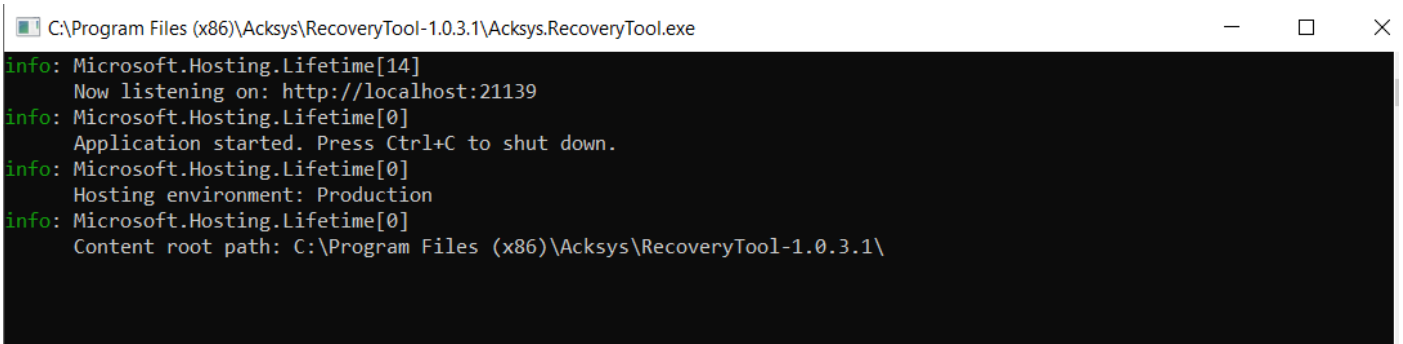 C:\Program Files (x86)\Acksys\RecoveryTool-1.0.3.1\Acksys.RecoveryTool.exe
info: Microsoft.Hosting.Lifetime[14]
Now listening on: http://localhost:21139
info: Microsoft.Hosting.Lifetime[0]
Application started. Press Ctrl+C to shut down.
info: Microsoft.Hosting.Lifetime[0]
Hosting environment: Production
info: Microsoft.Hosting.Lifetime[0]
Content root path: C:\Program Files (x86)\Acksys\RecoveryTool-1.0.3.1\